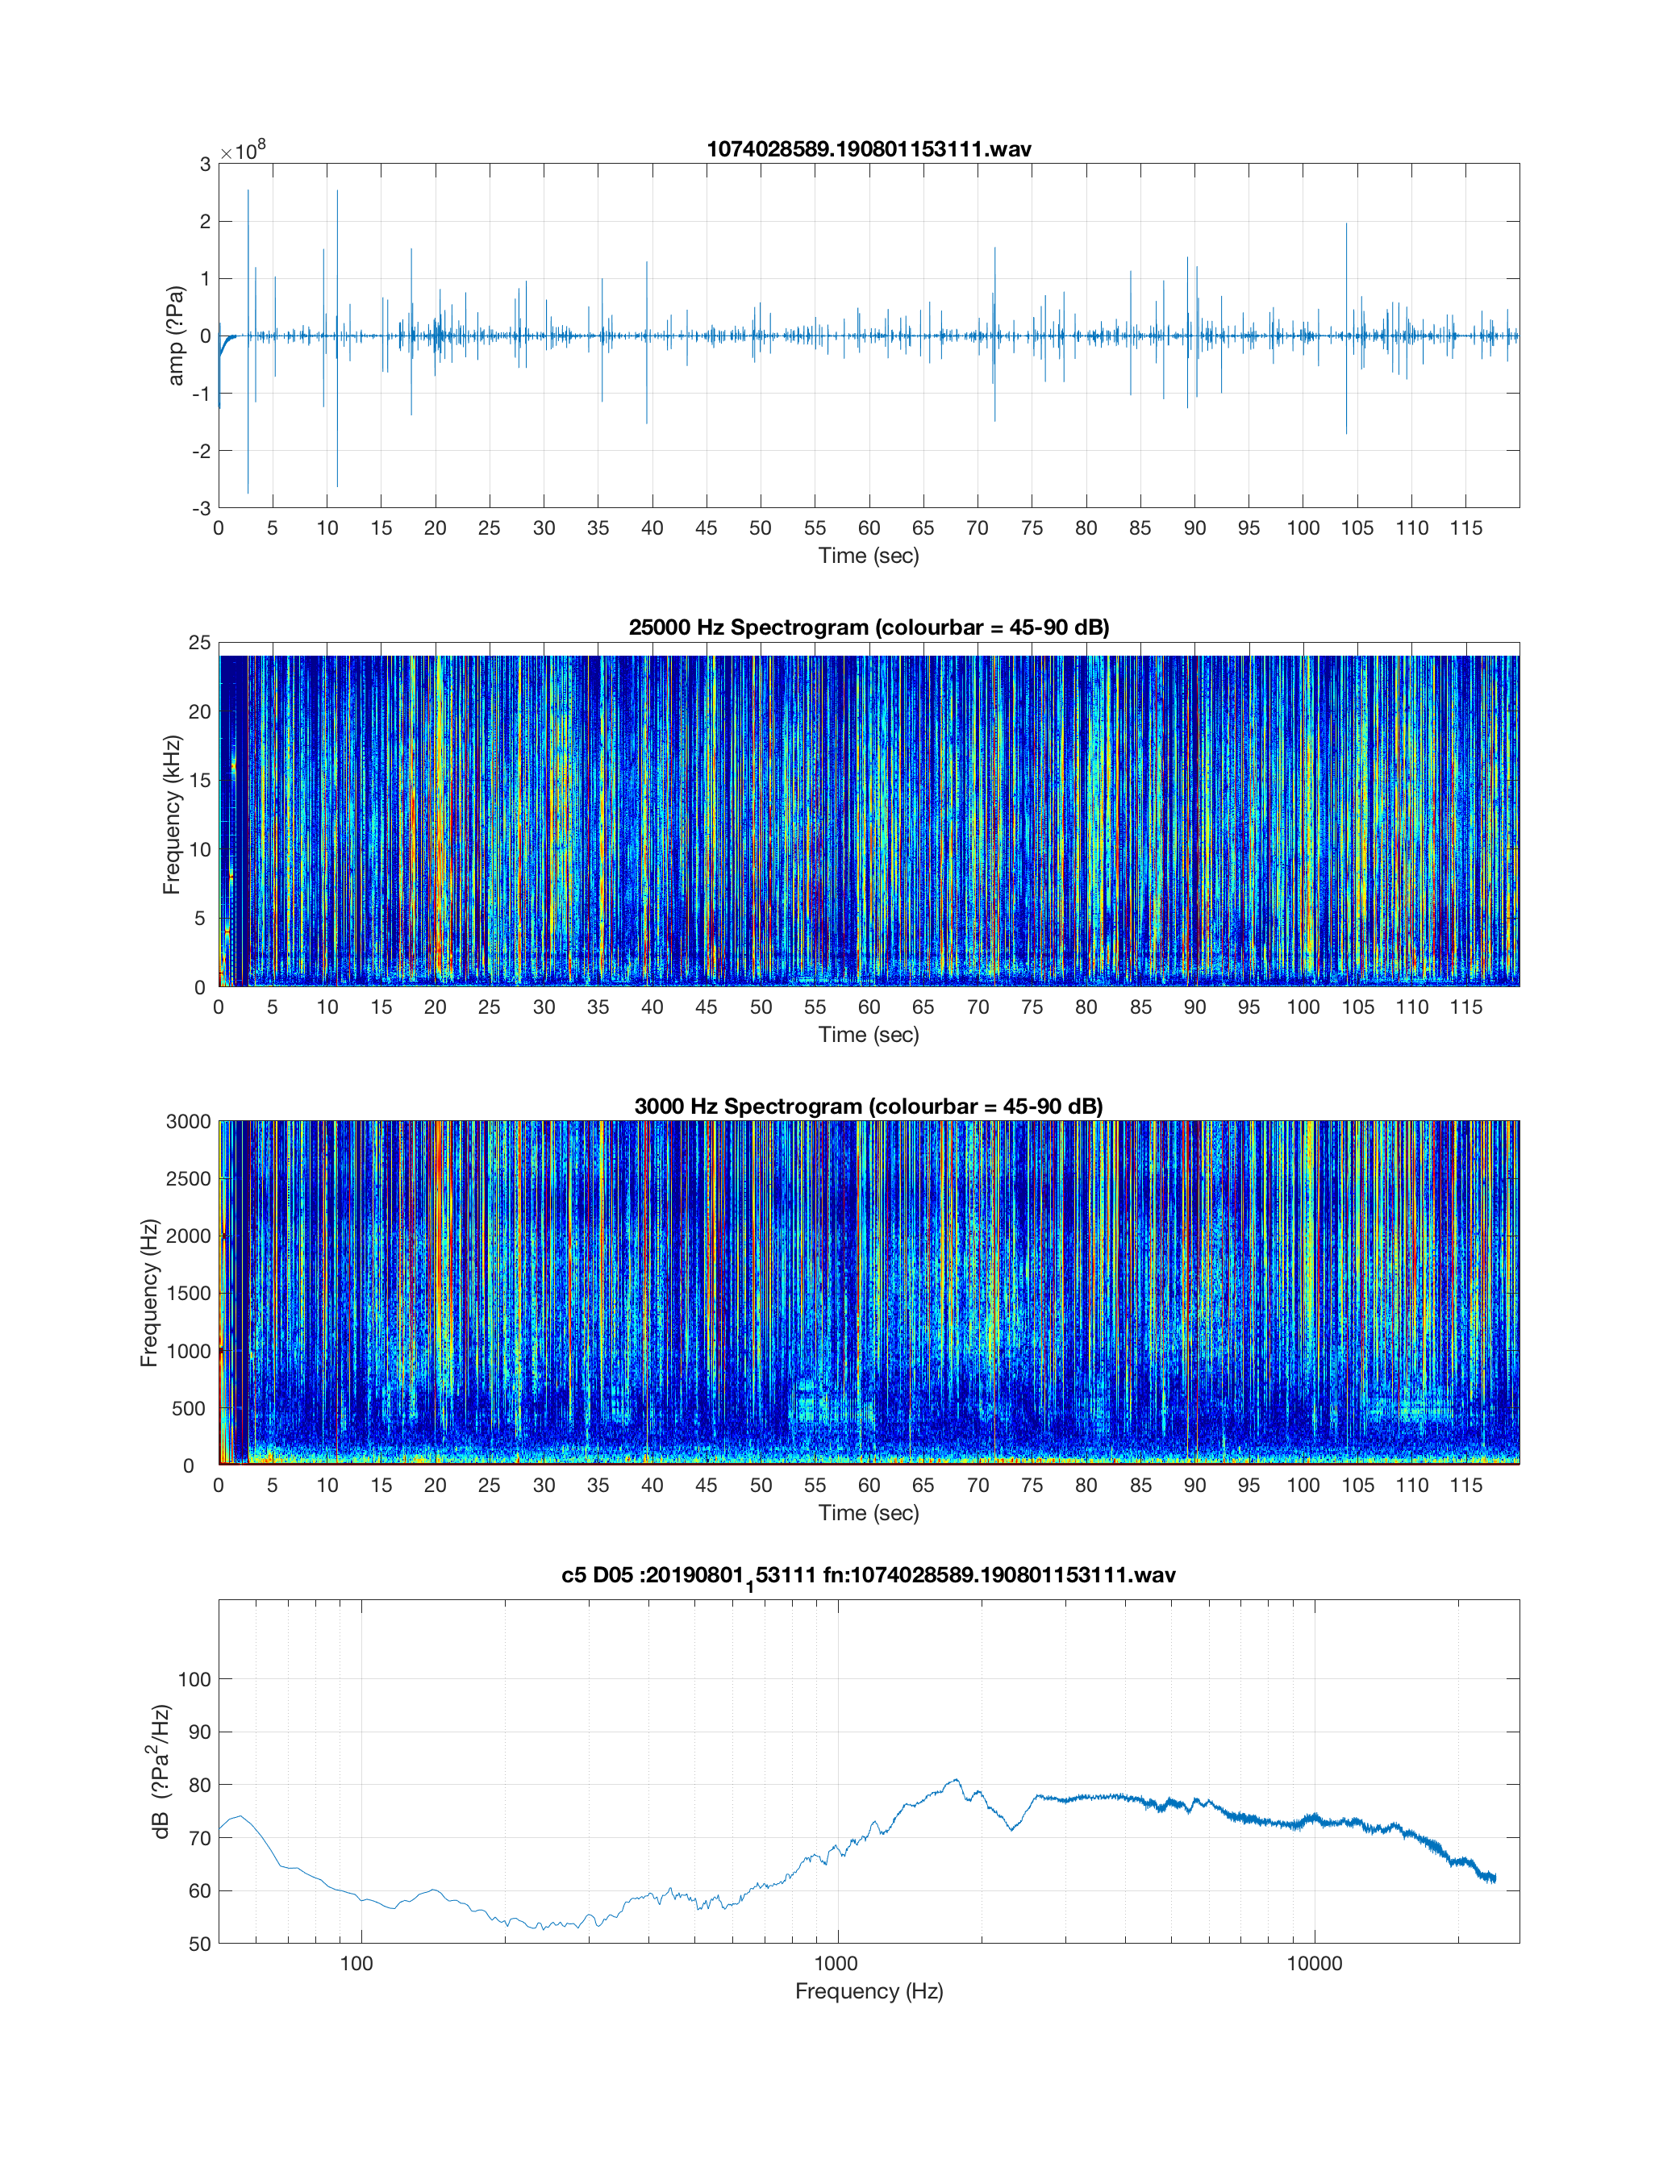 1074028589.190801153111.wav
×10⁸
3
2
1
0
-1
-2
-3
amp (?Pa)
0 5 10 15 20 25 30 35 40 45 50 55 60 65 70 75 80 85 90 95 100 105 110 115
Time (sec)
25000 Hz Spectrogram (colourbar = 45-90 dB)
25
20
15
10
5
0
Frequency (kHz)
0 5 10 15 20 25 30 35 40 45 50 55 60 65 70 75 80 85 90 95 100 105 110 115
Time (sec)
3000 Hz Spectrogram (colourbar = 45-90 dB)
3000
2500
2000
1500
1000
500
0
Frequency (Hz)
0 5 10 15 20 25 30 35 40 45 50 55 60 65 70 75 80 85 90 95 100 105 110 115
Time (sec)
c5 D05 :20190801₁53111 fn:1074028589.190801153111.wav
100
90
80
70
60
50
dB (?Pa²/Hz)
100 1000 10000
Frequency (Hz)